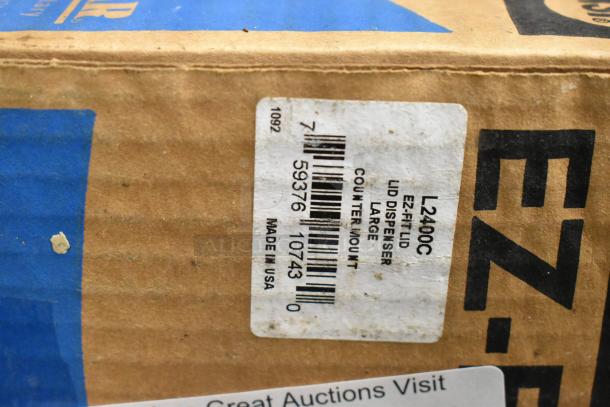 L2400C
EZ-FIT LID
LID DISPENSER
LARGE
COUNTER MOUNT
7 59376 10743 0
MADE IN USA
1092
EZ-
Great Auctions Visit